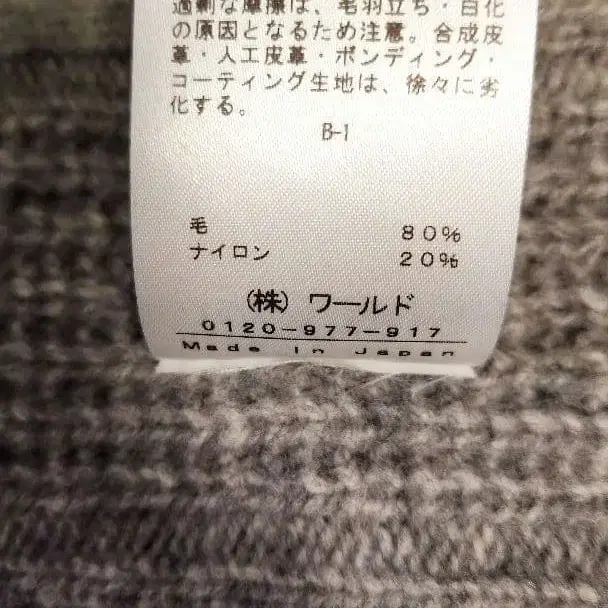 過剰な摩擦は、毛羽立ち・白化
の原因となるため注意。合成皮
革・人工皮革・ボンディング・
コーティング生地は、徐々に劣
化する。
B-1
毛 80%
ナイロン 20%
(株) ワールド
0120-977-917
Made in Japan